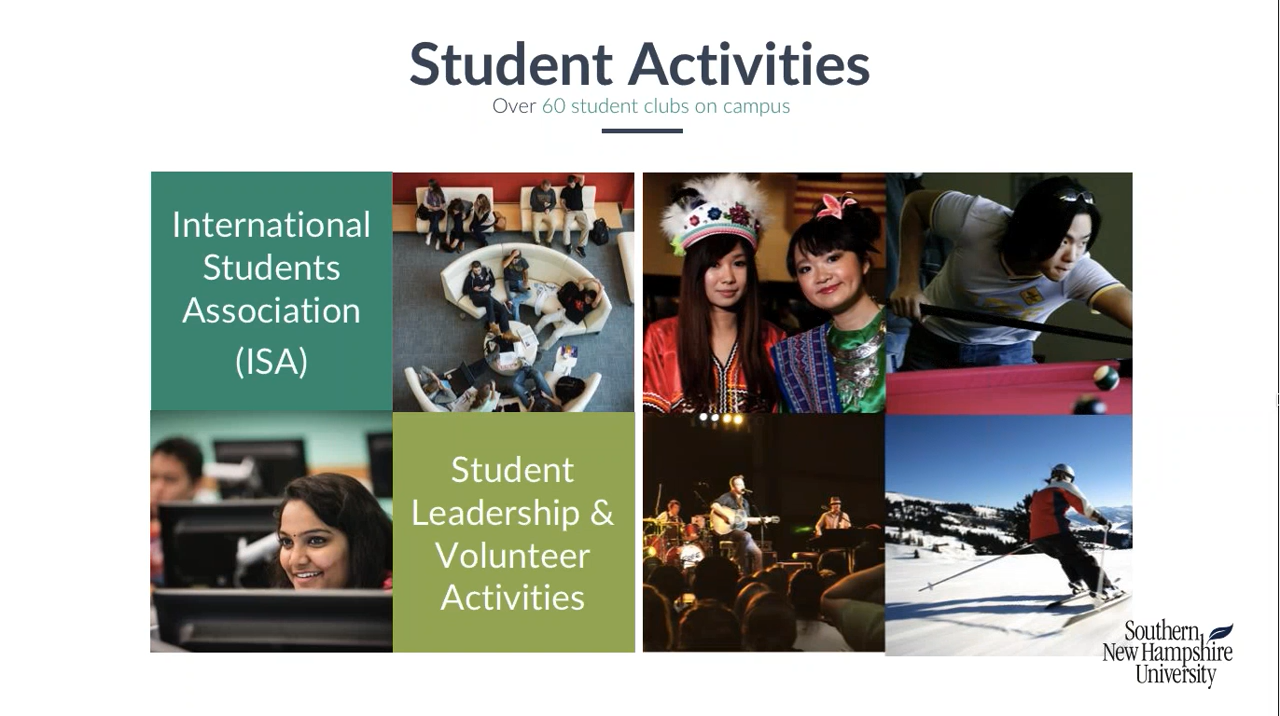 Student Activities
Over 60 student clubs on campus
International
Students
Association
(ISA)
Student
Leadership &
Volunteer
Activities
Southern
New Hampshire
University